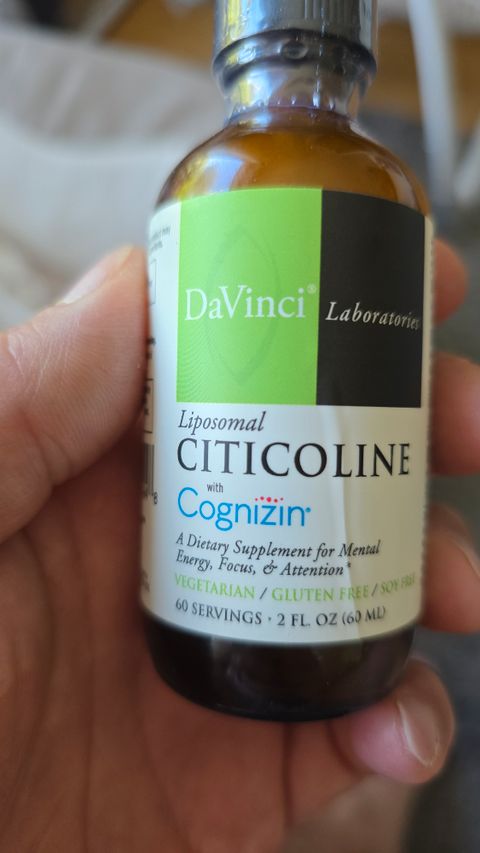 DaVinci® Laboratories
Liposomal
CITICOLINE
with
Cognizin®
A Dietary Supplement for Mental
Energy, Focus, & Attention*
VEGETARIAN / GLUTEN FREE / SOY FREE
60 SERVINGS • 2 FL. OZ (60 ML)
8